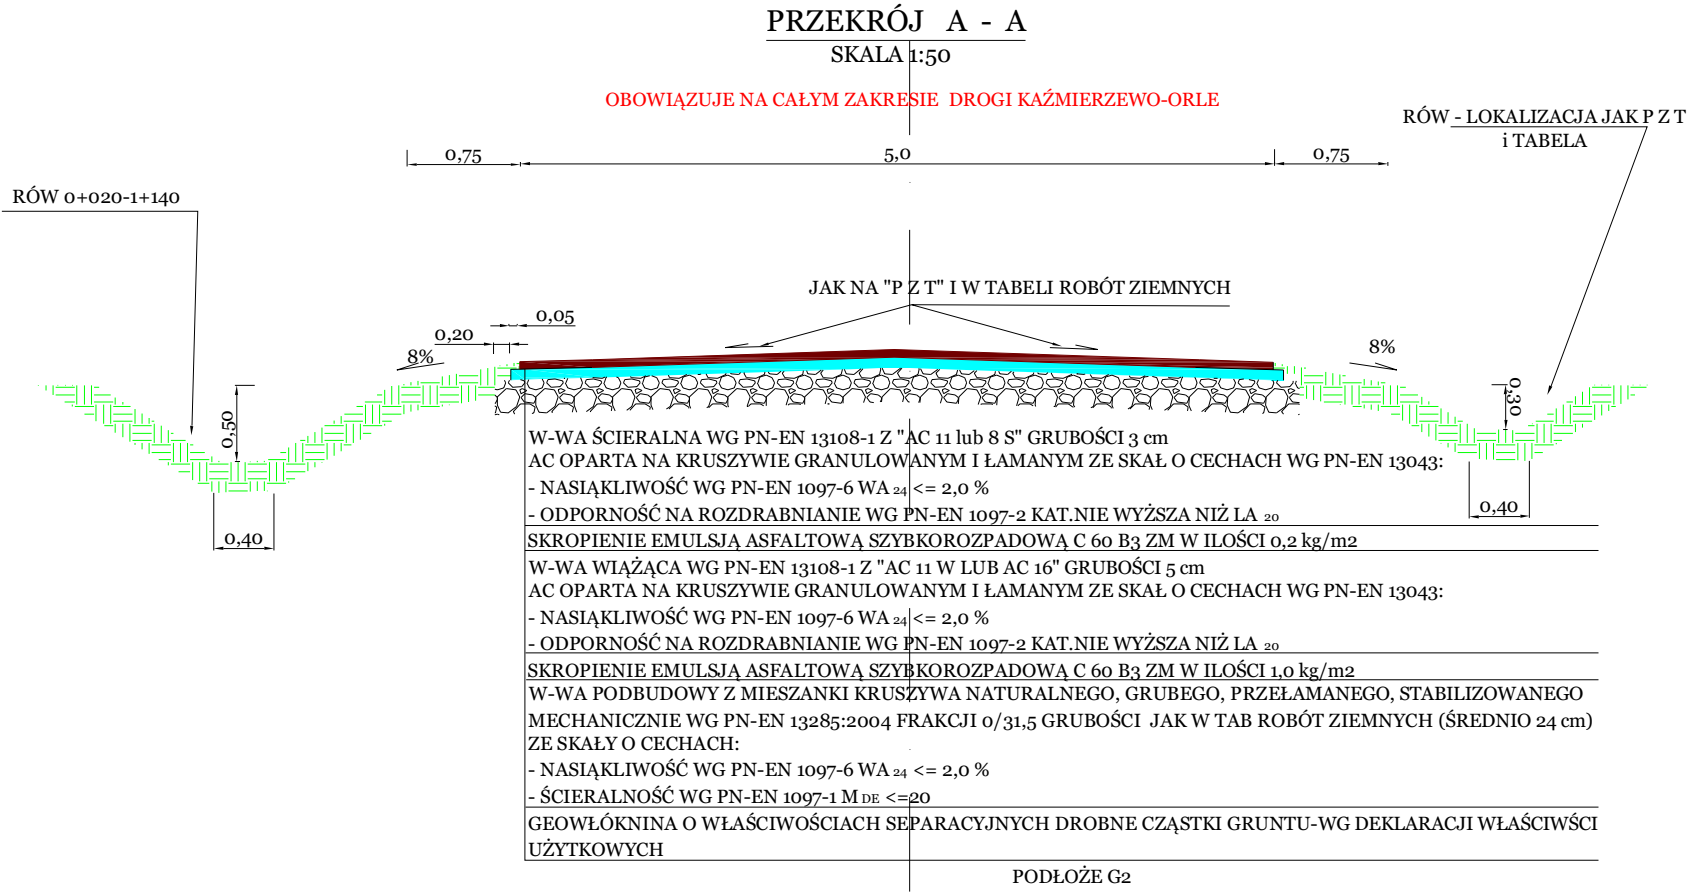 PRZEKRÓJ A - A
SKALA 1:50
OBOWIĄZUJE NA CAŁYM ZAKRESIE DROGI KAŹMIERZEWO-ORLE
RÓW - LOKALIZACJA JAK P Z T
i TABELA
0,75
5,0
0,75
RÓW 0+020-1+140
JAK NA "P Z T" I W TABELI ROBÓT ZIEMNYCH
0,05
0,20
8%
8%
0,50
0,30
0,40
0,40
W-WA ŚCIERALNA WG PN-EN 13108-1 Z "AC 11 lub 8 S" GRUBOŚCI 3 cm
AC OPARTA NA KRUSZYWIE GRANULOWANYM I ŁAMANYM ZE SKAŁ O CECHACH WG PN-EN 13043:
- NASIĄKLIWOŚĆ WG PN-EN 1097-6 WA 24 <= 2,0 %
- ODPORNOŚĆ NA ROZDRABNIANIE WG PN-EN 1097-2 KAT.NIE WYŻSZA NIŻ LA 20
SKROPIENIE EMULSJĄ ASFALTOWĄ SZYBKOROZPADOWĄ C 60 B3 ZM W ILOŚCI 0,2 kg/m2
W-WA WIĄŻĄCA WG PN-EN 13108-1 Z "AC 11 W LUB AC 16" GRUBOŚCI 5 cm
AC OPARTA NA KRUSZYWIE GRANULOWANYM I ŁAMANYM ZE SKAŁ O CECHACH WG PN-EN 13043:
- NASIĄKLIWOŚĆ WG PN-EN 1097-6 WA 24 <= 2,0 %
- ODPORNOŚĆ NA ROZDRABNIANIE WG PN-EN 1097-2 KAT.NIE WYŻSZA NIŻ LA 20
SKROPIENIE EMULSJĄ ASFALTOWĄ SZYBKOROZPADOWĄ C 60 B3 ZM W ILOŚCI 1,0 kg/m2
W-WA PODBUDOWY Z MIESZANKI KRUSZYWA NATURALNEGO, GRUBEGO, PRZEŁAMANEGO, STABILIZOWANEGO
MECHANICZNIE WG PN-EN 13285:2004 FRAKCJI 0/31,5 GRUBOŚCI JAK W TAB ROBÓT ZIEMNYCH (ŚREDNIO 24 cm)
ZE SKAŁY O CECHACH:
- NASIĄKLIWOŚĆ WG PN-EN 1097-6 WA 24 <= 2,0 %
- ŚCIERALNOŚĆ WG PN-EN 1097-1 M DE <=20
GEOWŁÓKNINA O WŁAŚCIWOŚCIACH SEPARACYJNYCH DROBNE CZĄSTKI GRUNTU-WG DEKLARACJI WŁAŚCIWŚCI
UŻYTKOWYCH
PODŁOŻE G2